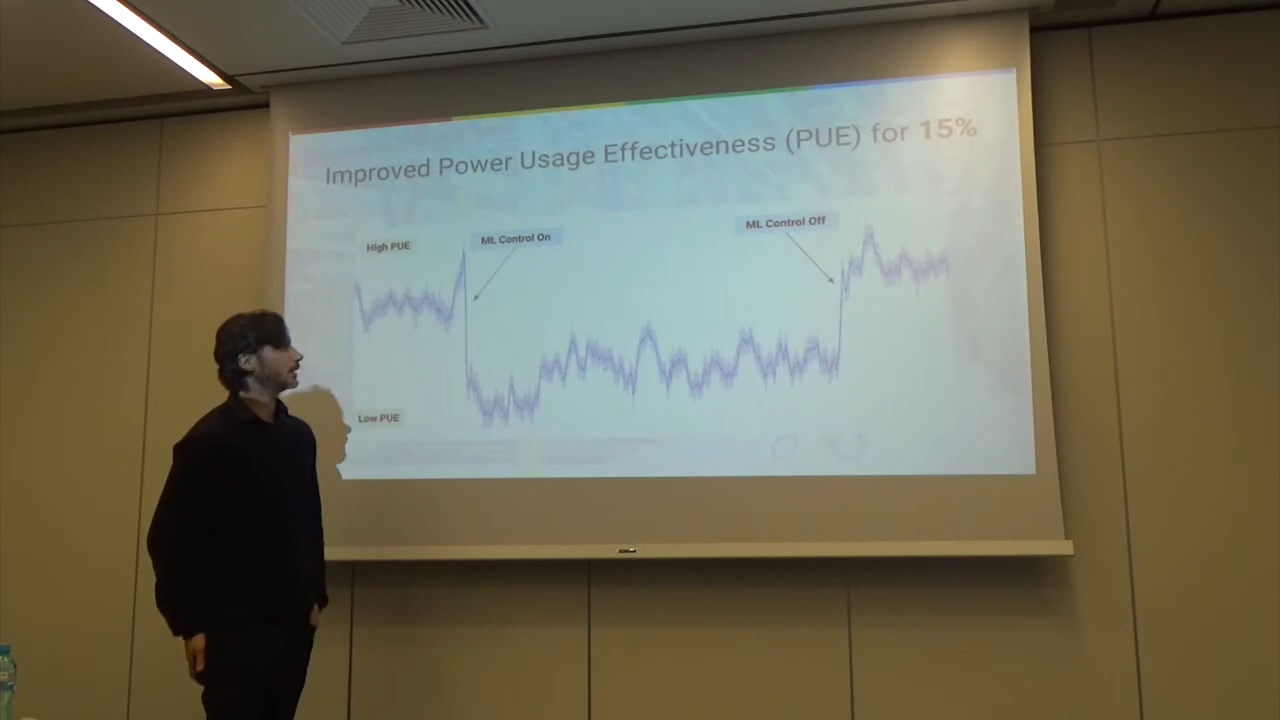 Improved Power Usage Effectiveness (PUE) for 15%
High PUE
ML Control On
ML Control Off
Low PUE